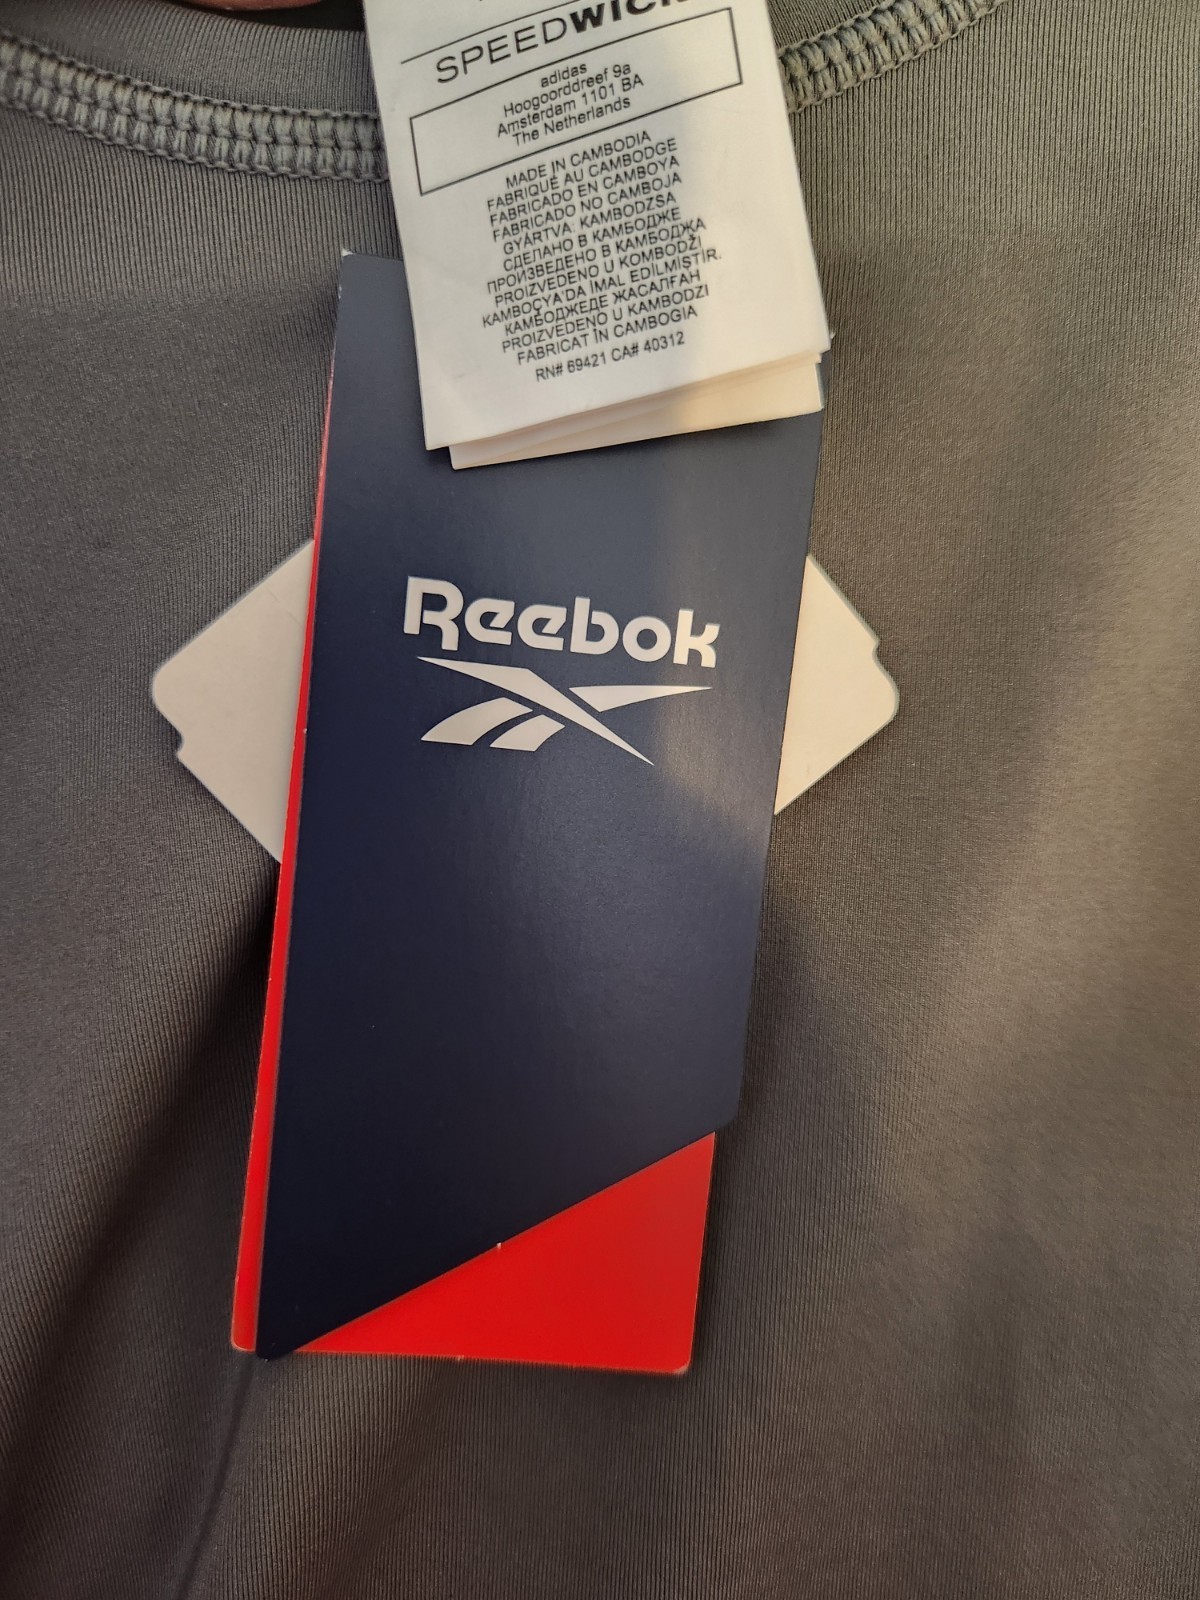 SPEEDWICK
adidas
Hoogoorddreef 9a
Amsterdam 1101 BA
The Netherlands
MADE IN CAMBODIA
FABRIQUÉ AU CAMBODGE
FABRICADO EN CAMBOYA
FABRICADO NO CAMBOJA
GYÁRTVA: KAMBODZSA
СДЕЛАНО В КАМБОДЖЕ
ПРОИЗВЕДЕНО В КАМБОДЖА
PROIZVEDENO U KOMBODŽI
KAMBOÇYA'DA İMAL EDİLMİŞTİR.
КАМБОДЖЕДЕ ЖАСАЛҒАН
PROIZVEDENO U KAMBODZI
FABRICAT ÎN CAMBOGIA
RN# 69421 CA# 40312
Reebok